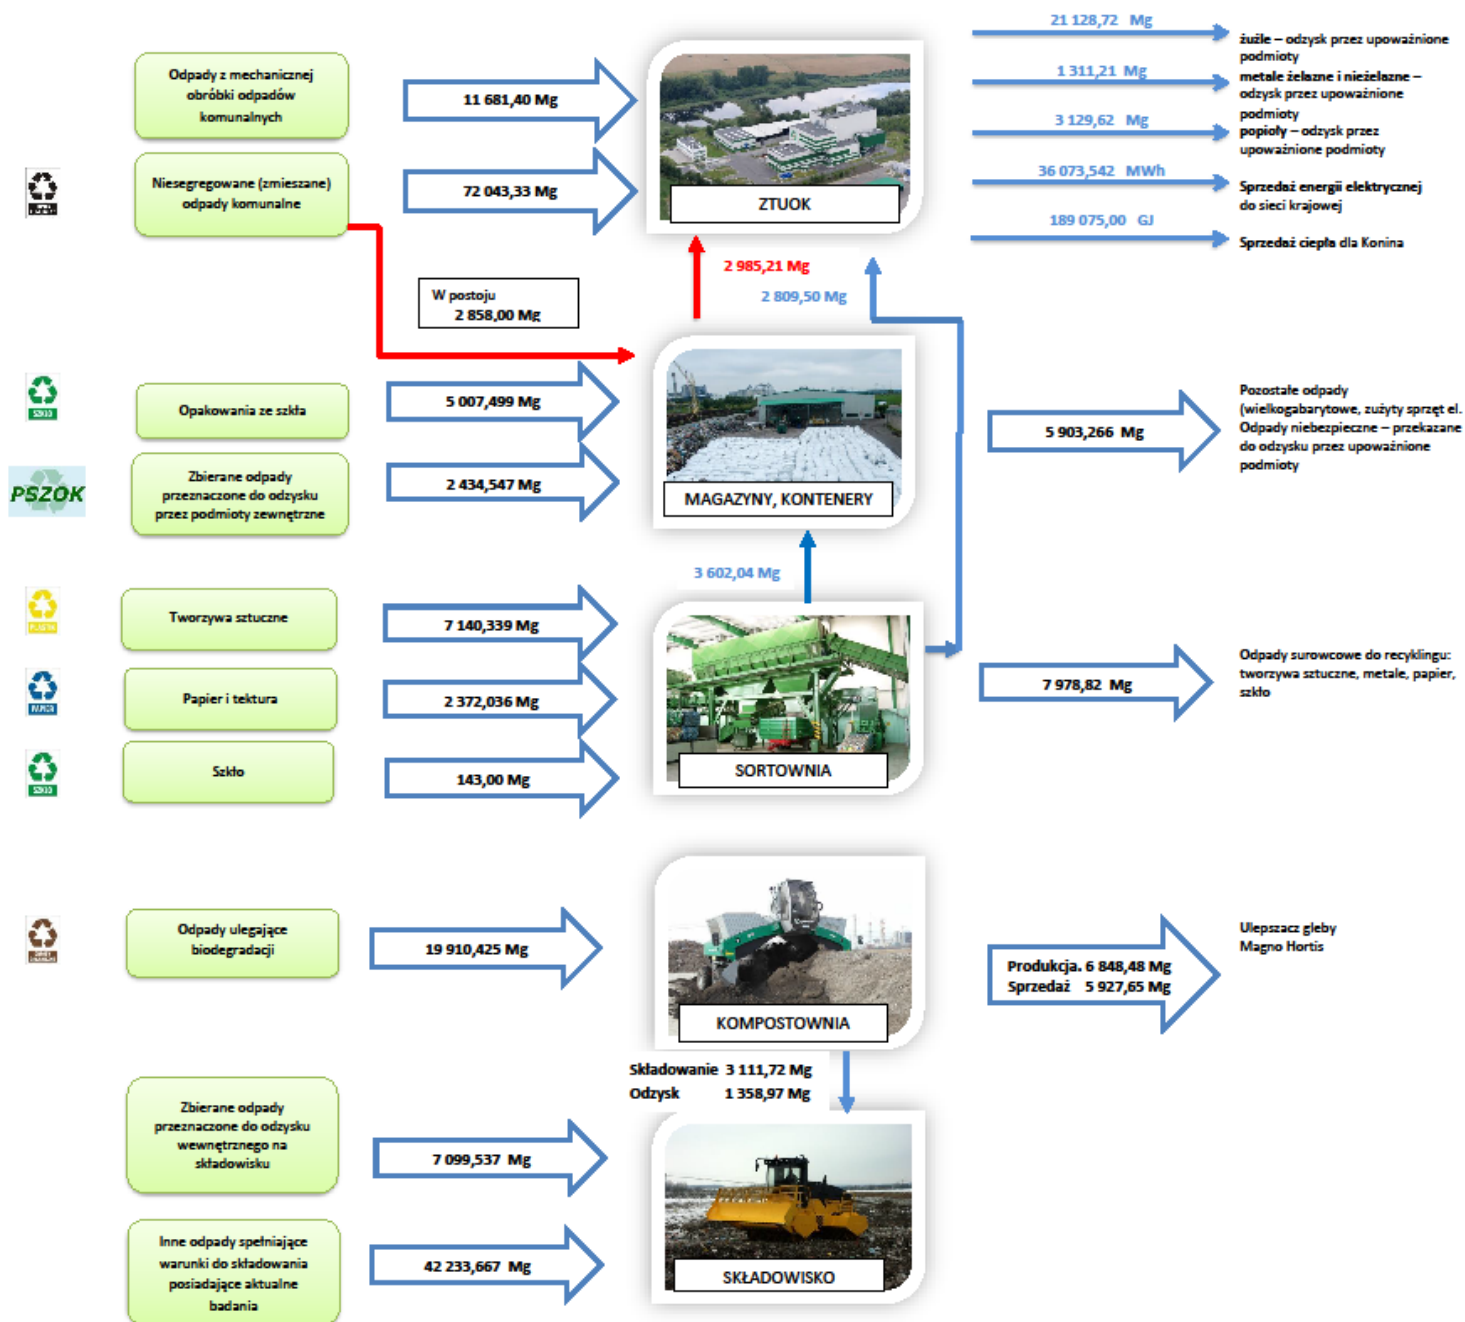 21 128,72 Mg
żużle – odzysk przez upoważnione
podmioty
1 311,21 Mg
metale żelazne i nieżelazne –
odzysk przez upoważnione
podmioty
3 129,62 Mg
popioły – odzysk przez
upoważnione podmioty
36 073,542 MWh
Sprzedaż energii elektrycznej
do sieci krajowej
189 075,00 GJ
Sprzedaż ciepła dla Konina
Odpady z mechanicznej
obróbki odpadów
komunalnych
11 681,40 Mg
Niesegregowane (zmieszane)
odpady komunalne
72 043,33 Mg
ZTUOK
2 985,21 Mg
2 809,50 Mg
W postoju
2 858,00 Mg
SZKŁO
Opakowania ze szkła
5 007,499 Mg
PSZOK
Zbierane odpady
przeznaczone do odzysku
przez podmioty zewnętrzne
2 434,547 Mg
MAGAZYNY, KONTENERY
5 903,266 Mg
Pozostałe odpady
(wielkogabarytowe, zużyty sprzęt el.
Odpady niebezpieczne – przekazane
do odzysku przez upoważnione
podmioty
3 602,04 Mg
Tworzywa sztuczne
7 140,339 Mg
PAPIER
Papier i tektura
2 372,036 Mg
SZKŁO
Szkło
143,00 Mg
SORTOWNIA
7 978,82 Mg
Odpady surowcowe do recyklingu:
tworzywa sztuczne, metale, papier,
szkło
Odpady ulegające
biodegradacji
19 910,425 Mg
KOMPOSTOWNIA
Produkcja. 6 848,48 Mg
Sprzedaż 5 927,65 Mg
Ulepszacz gleby
Magno Hortis
Składowanie 3 111,72 Mg
Odzysk 1 358,97 Mg
Zbierane odpady
przeznaczone do odzysku
wewnętrznego na
składowisku
7 099,537 Mg
Inne odpady spełniające
warunki do składowania
posiadające aktualne
badania
42 233,667 Mg
SKŁADOWISKO